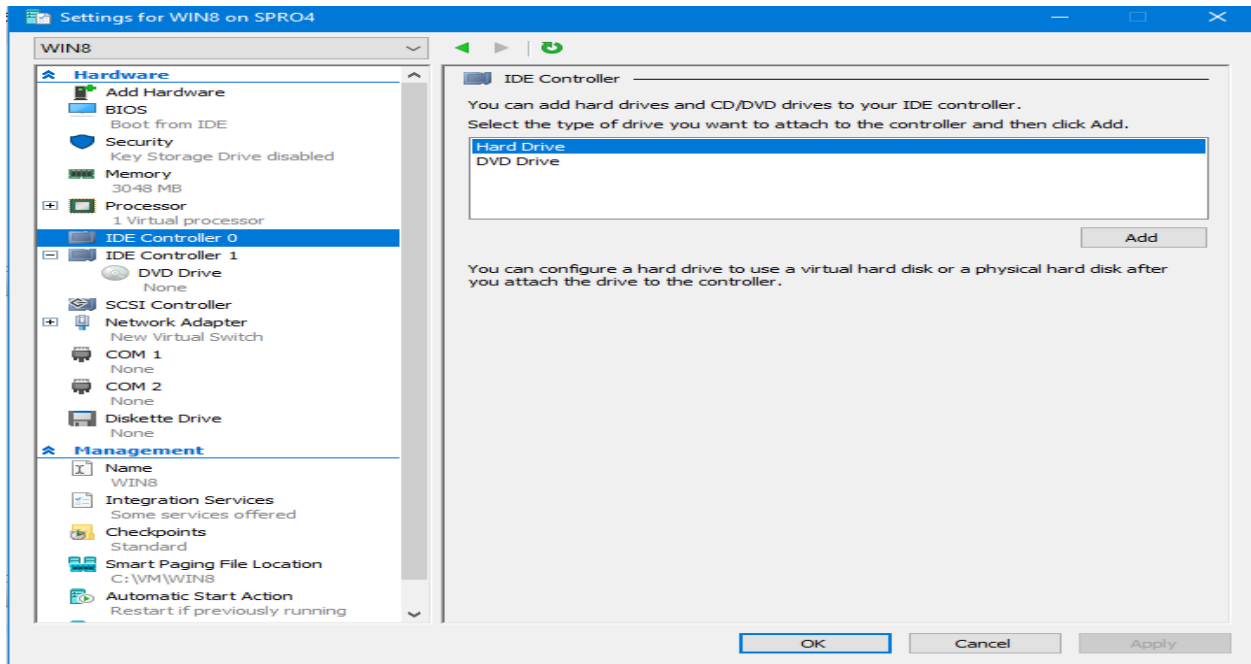 Settings for WIN8 on SPRO4
WIN8
Hardware
Add Hardware
BIOS
Boot from IDE
Security
Key Storage Drive disabled
Memory
3048 MB
Processor
1 Virtual processor
IDE Controller 0
IDE Controller 1
DVD Drive
None
SCSI Controller
Network Adapter
New Virtual Switch
COM 1
None
COM 2
None
Diskette Drive
None
Management
Name
WIN8
Integration Services
Some services offered
Checkpoints
Standard
Smart Paging File Location
C:\VM\WIN8
Automatic Start Action
Restart if previously running
IDE Controller
You can add hard drives and CD/DVD drives to your IDE controller.
Select the type of drive you want to attach to the controller and then click Add.
Hard Drive
DVD Drive
Add
You can configure a hard drive to use a virtual hard disk or a physical hard disk after
you attach the drive to the controller.
OK
Cancel
Apply